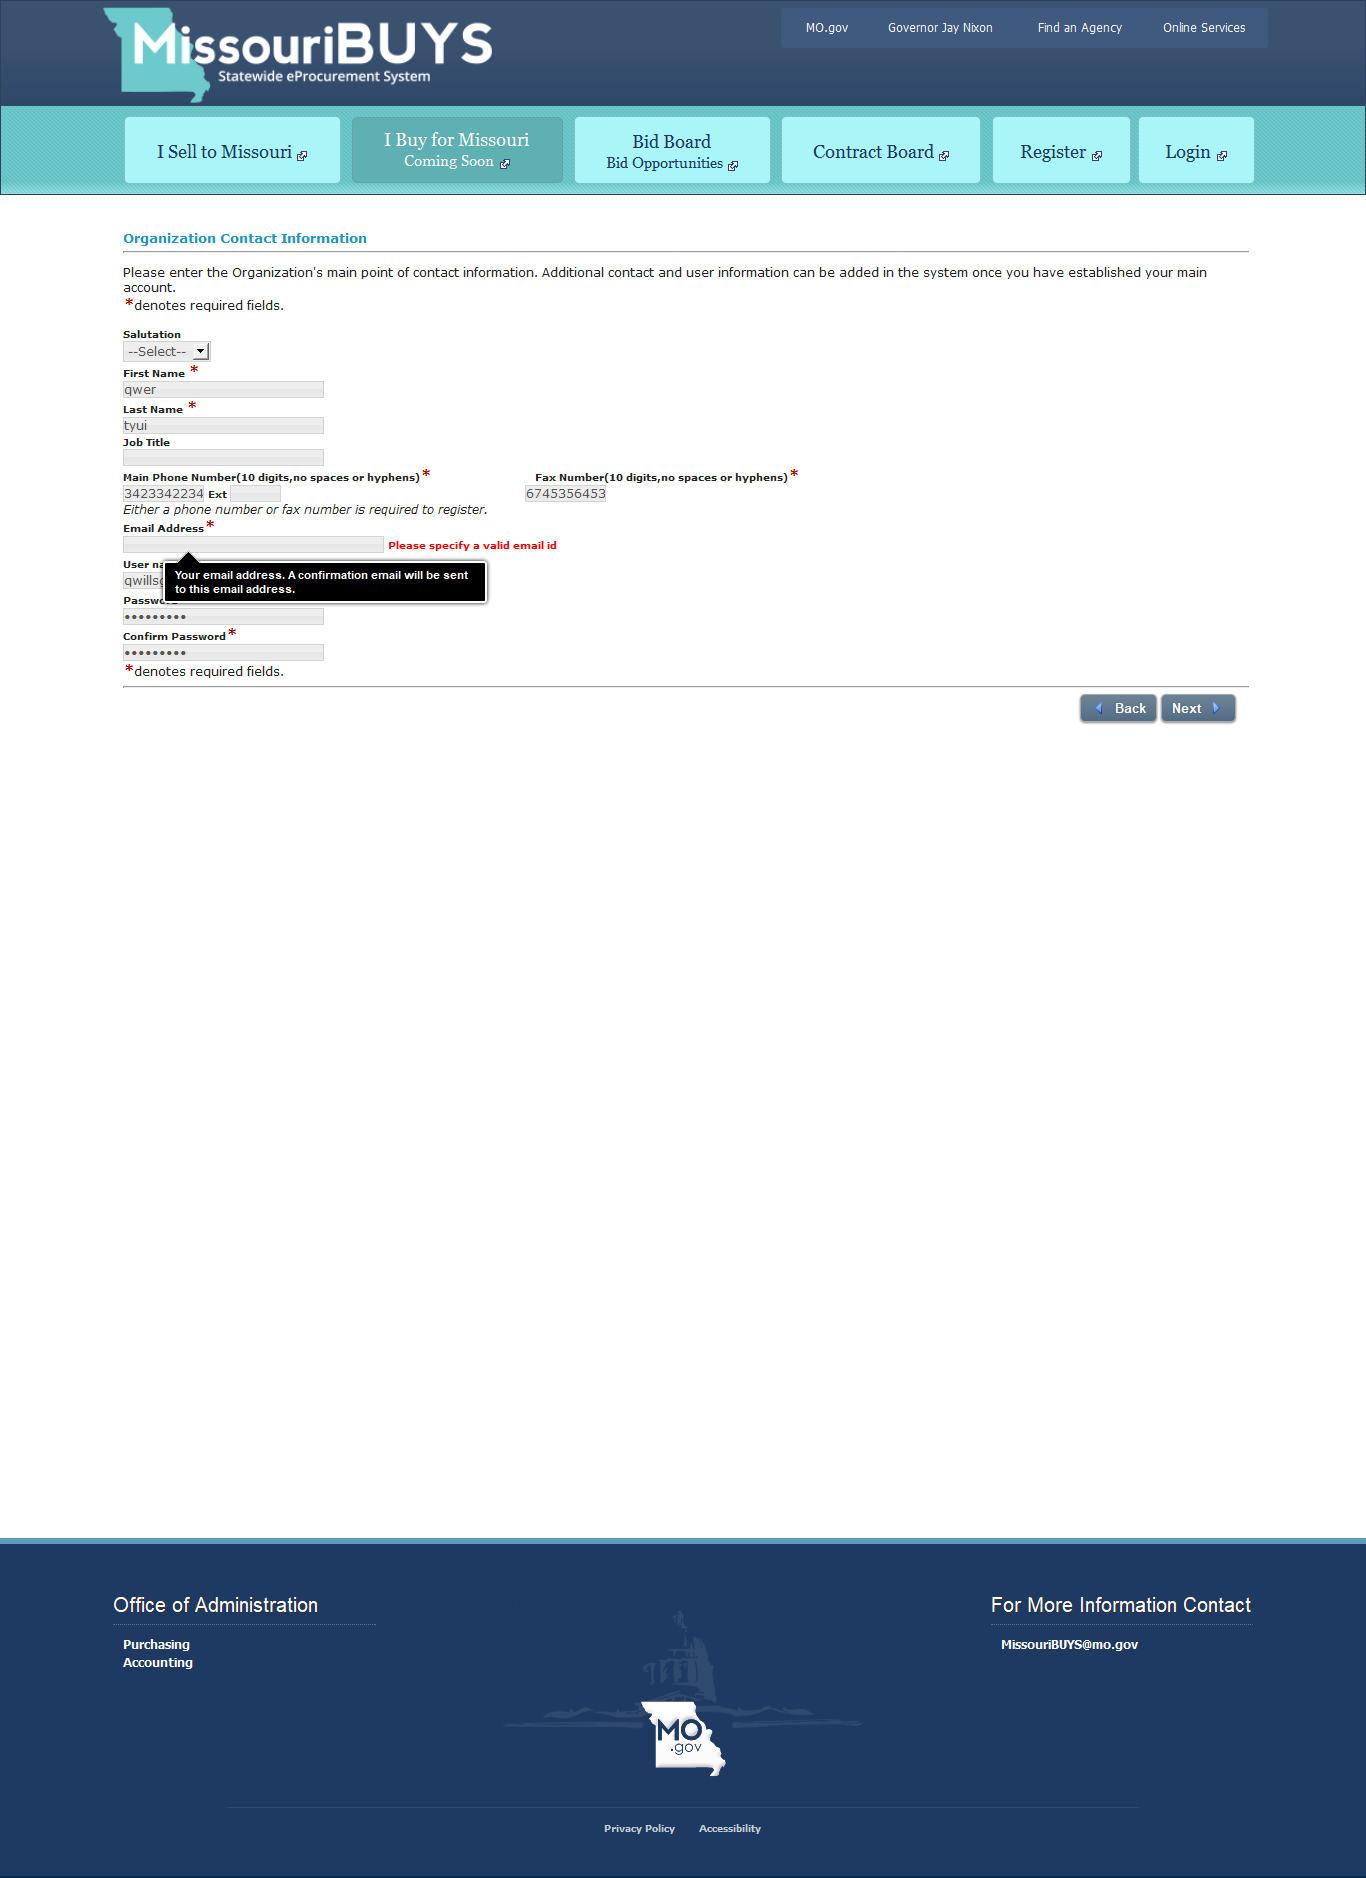 MissouriBUYS
Statewide eProcurement System
MO.gov Governor Jay Nixon Find an Agency Online Services
I Sell to Missouri
I Buy for Missouri
Coming Soon
Bid Board
Bid Opportunities
Contract Board
Register
Login
Organization Contact Information
Please enter the Organization's main point of contact information. Additional contact and user information can be added in the system once you have established your main
account.
*denotes required fields.
Salutation
--Select--
First Name *
qwer
Last Name *
tyui
Job Title
Main Phone Number(10 digits,no spaces or hyphens)* Fax Number(10 digits,no spaces or hyphens)*
3423342234 Ext 6745356453
Either a phone number or fax number is required to register.
Email Address*
Please specify a valid email id
User na
Your email address. A confirmation email will be sent
to this email address.
Password
•••••••••
Confirm Password*
•••••••••
*denotes required fields.
Back Next
Office of Administration
Purchasing
Accounting
MO
.gov
For More Information Contact
MissouriBUYS@mo.gov
Privacy Policy Accessibility